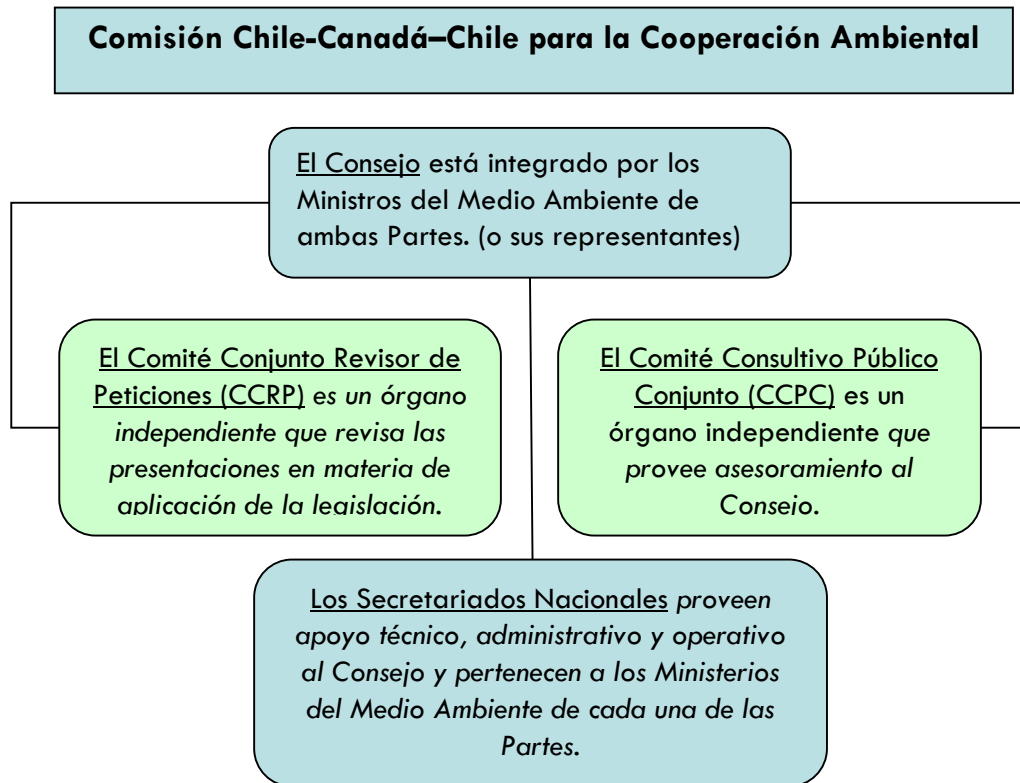 Comisión Chile-Canadá–Chile para la Cooperación Ambiental
El Consejo está integrado por los
Ministros del Medio Ambiente de
ambas Partes. (o sus representantes)
El Comité Conjunto Revisor de
Peticiones (CCRP) es un órgano
independiente que revisa las
presentaciones en materia de
aplicación de la legislación.
El Comité Consultivo Público
Conjunto (CCPC) es un
órgano independiente que
provee asesoramiento al
Consejo.
Los Secretariados Nacionales proveen
apoyo técnico, administrativo y operativo
al Consejo y pertenecen a los Ministerios
del Medio Ambiente de cada una de las
Partes.